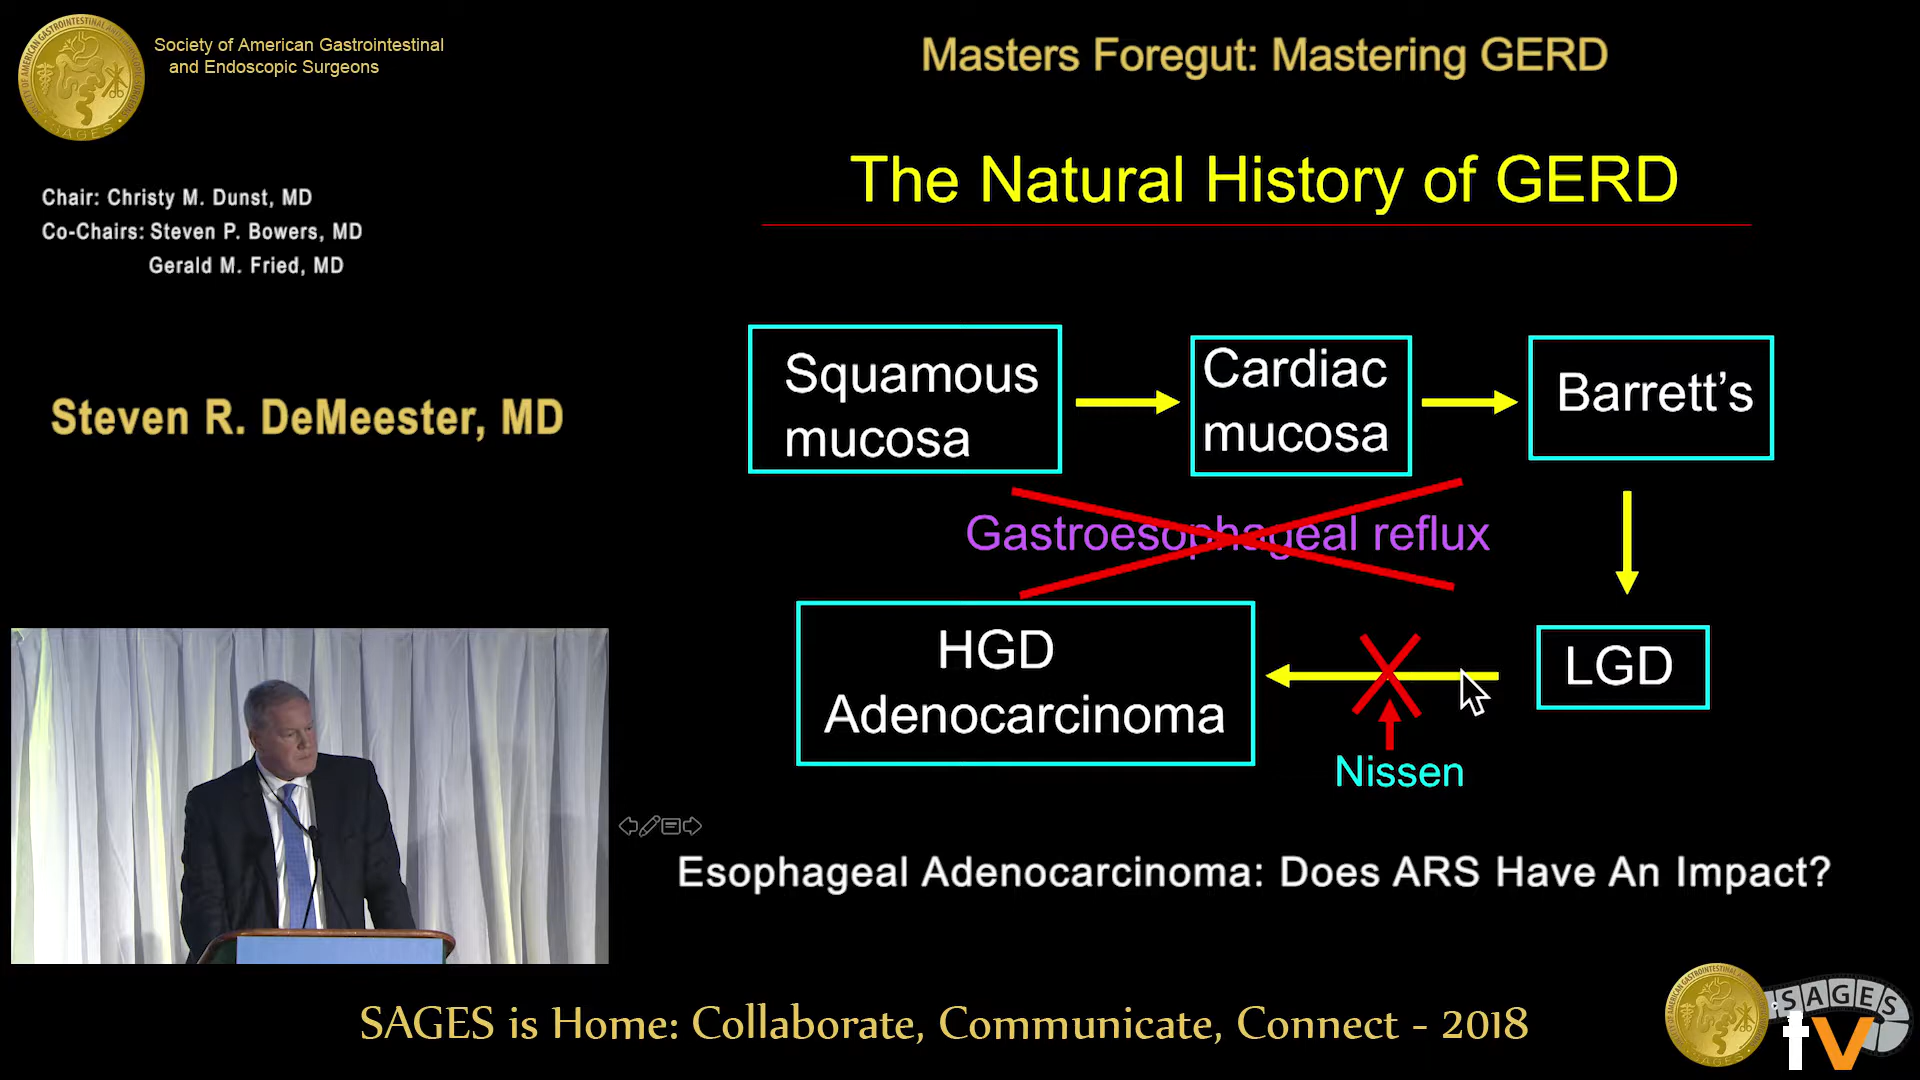 Society of American Gastrointestinal
and Endoscopic Surgeons
Masters Foregut: Mastering GERD
Chair: Christy M. Dunst, MD
Co-Chairs: Steven P. Bowers, MD
Gerald M. Fried, MD
Steven R. DeMeester, MD
The Natural History of GERD
Squamous
mucosa
Cardiac
mucosa
Barrett's
Gastroesophageal reflux
HGD
Adenocarcinoma
LGD
Nissen
Esophageal Adenocarcinoma: Does ARS Have An Impact?
SAGES is Home: Collaborate, Communicate, Connect - 2018
SAGES
tv